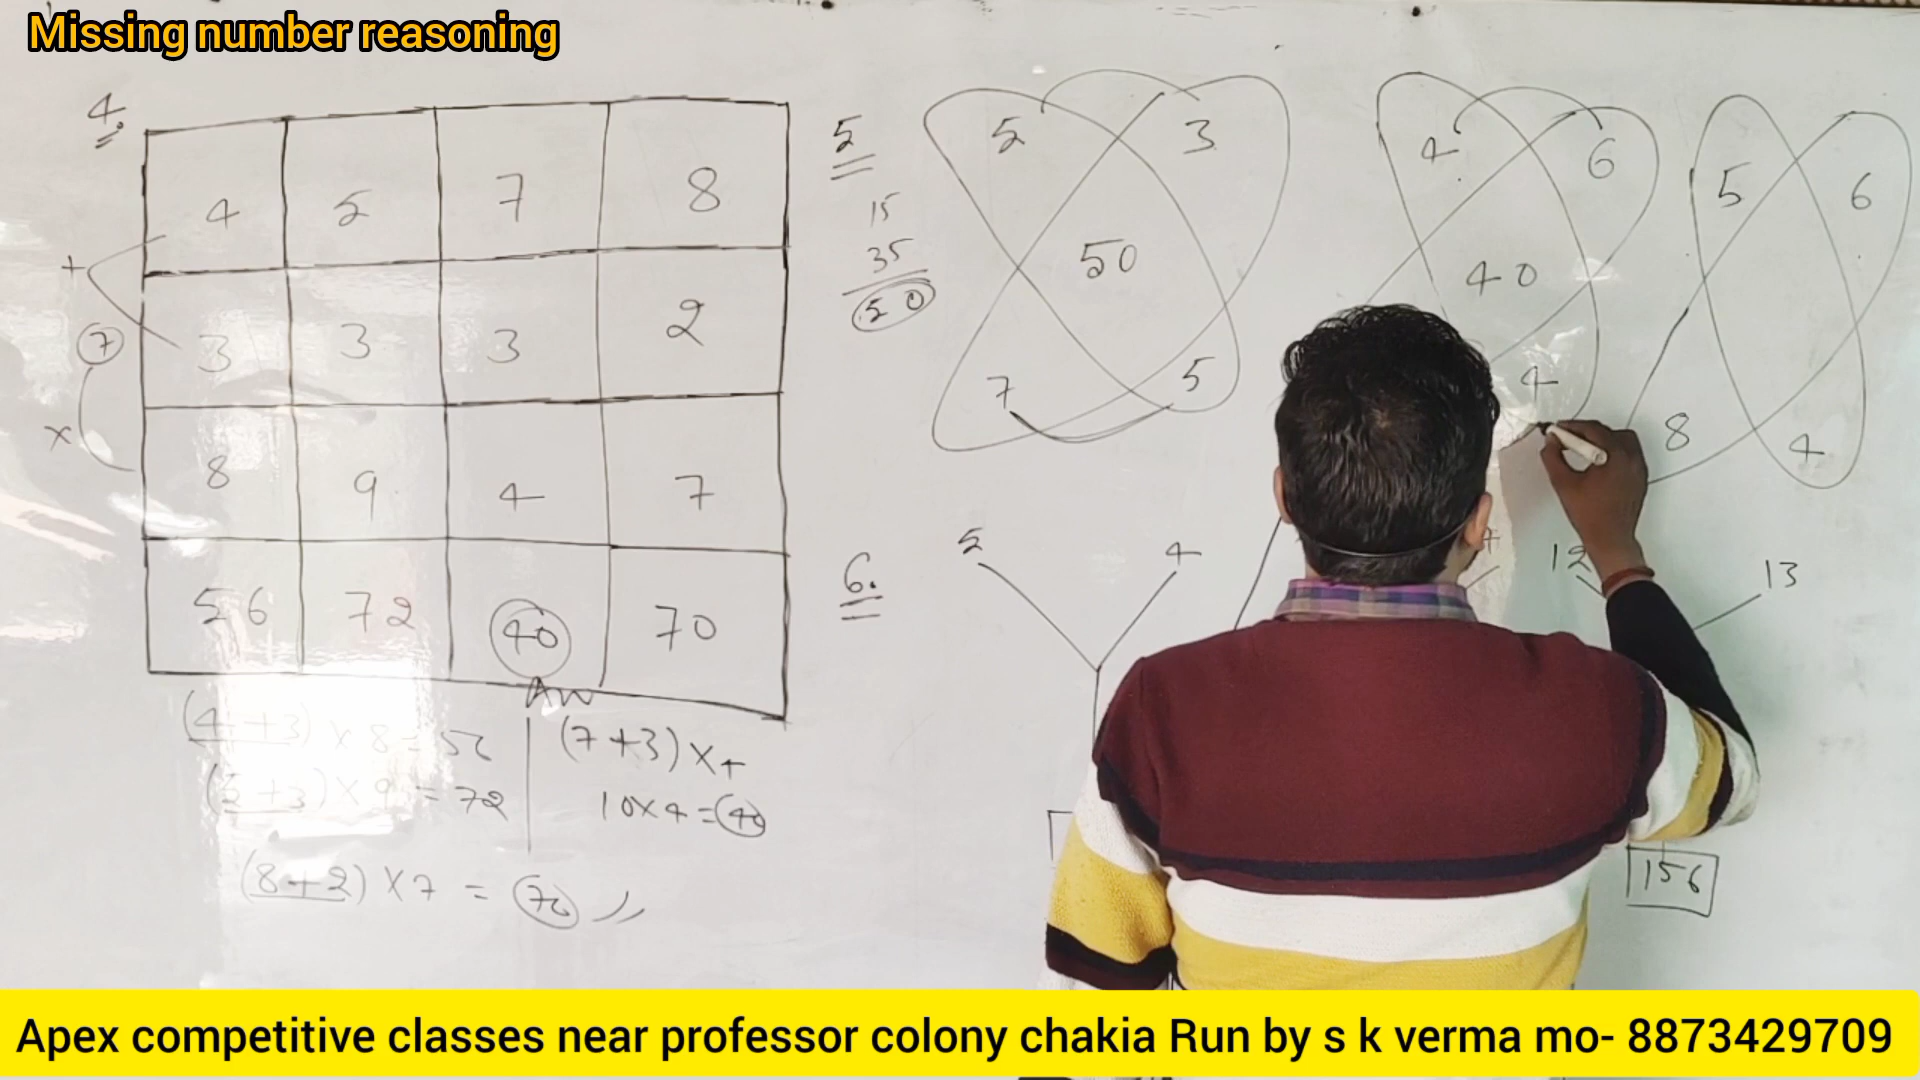 Missing number reasoning
4.
4 5 7 8
+
3 3 3 2
7
x
8 9 4 7
56 72 40 70
Aw
(4+3) x 8 = 56
(5+3) x 9 = 72
(8+2) x 7 = 70
(7+3) x 4
10 x 4 = 40
5
15
35
50
5 3
50
7 5
4 6
40
4
5 6
8 4
6.
5 4
12 13
156
Apex competitive classes near professor colony chakia Run by s k verma mo- 8873429709